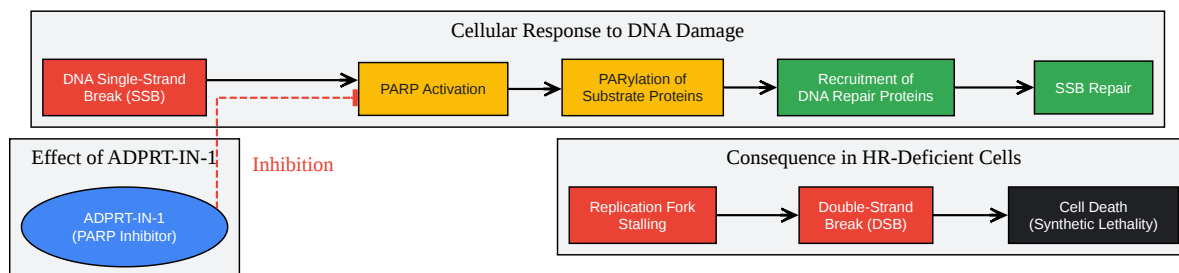 Cellular Response to DNA Damage
DNA Single-Strand
Break (SSB)
PARP Activation
PARylation of
Substrate Proteins
Recruitment of
DNA Repair Proteins
SSB Repair
Effect of ADPRT-IN-1
Inhibition
ADPRT-IN-1
(PARP Inhibitor)
Consequence in HR-Deficient Cells
Replication Fork
Stalling
Double-Strand
Break (DSB)
Cell Death
(Synthetic Lethality)